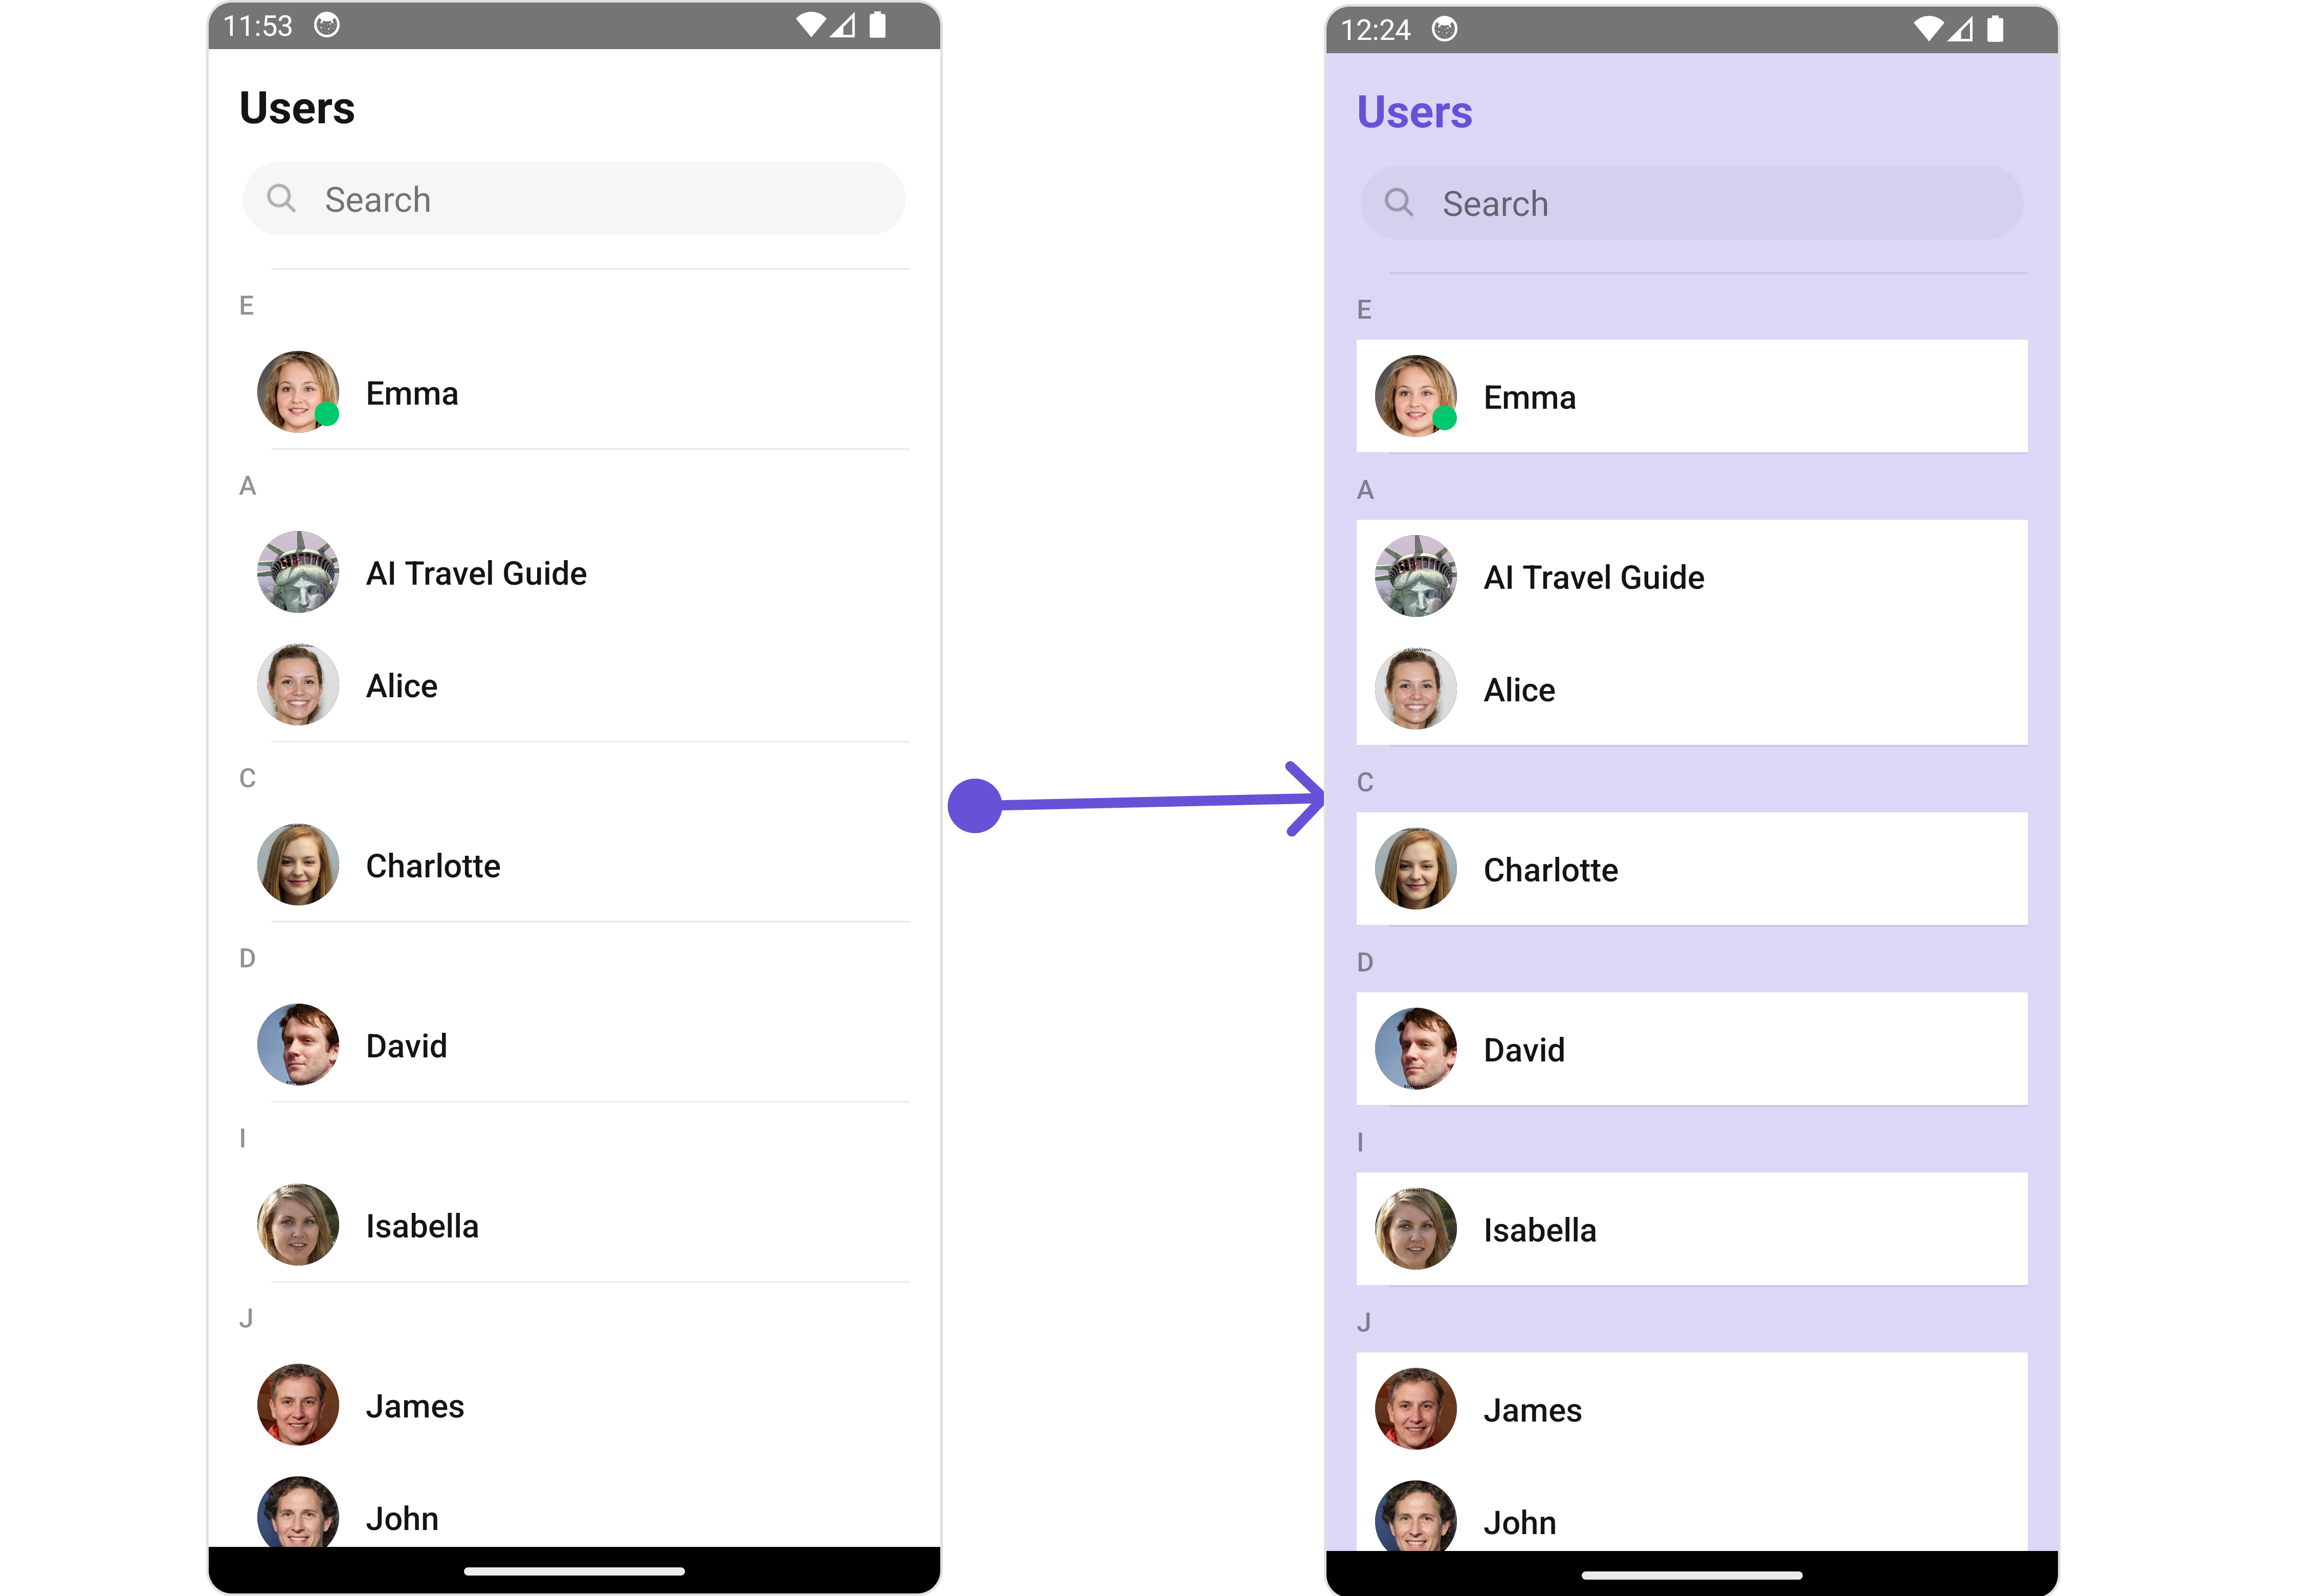 11:53
Users
Search
E
Emma
A
AI Travel Guide
Alice
C
Charlotte
D
David
I
Isabella
J
James
John
12:24
Users
Search
E
Emma
A
AI Travel Guide
Alice
C
Charlotte
D
David
I
Isabella
J
James
John